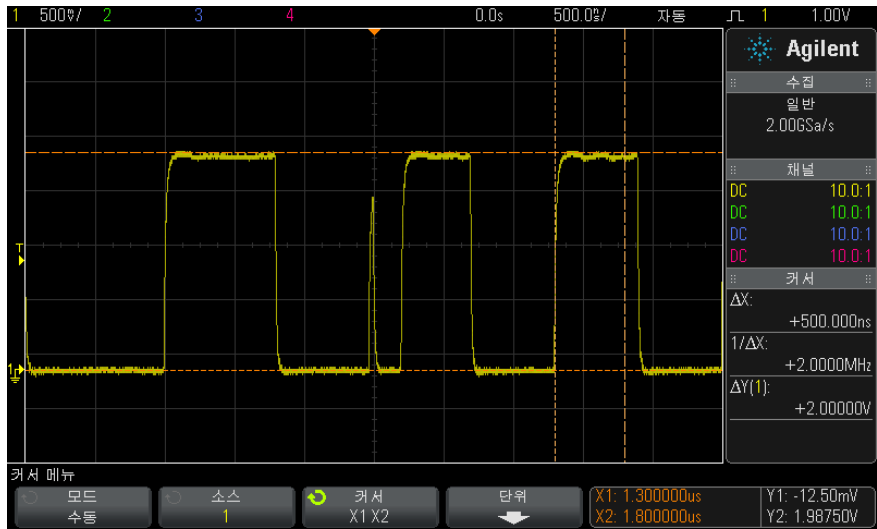 1 500㎷/ 2 3 4 0.0s 500.0㎱/ 자동 1 1.00V
Agilent
수집
일반
2.00GSa/s
채널
DC 10.0:1
DC 10.0:1
DC 10.0:1
DC 10.0:1
커서
ΔX:
+500.000ns
1/ΔX:
+2.0000MHz
ΔY(1):
+2.00000V
T
1
커서 메뉴
모드
수동
소스
1
커서
X1 X2
단위
X1: 1.300000us
X2: 1.800000us
Y1: -12.50mV
Y2: 1.98750V